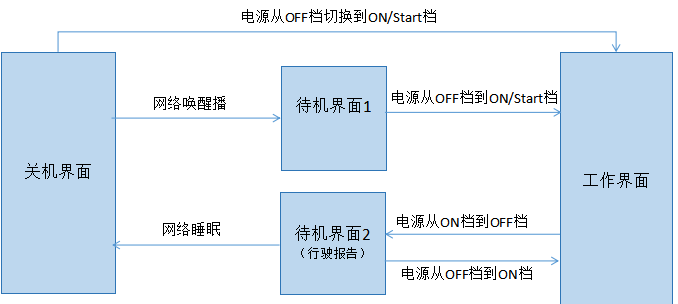 电源从OFF档切换到ON/Start档
网络唤醒播
待机界面1
电源从OFF档到ON/Start档
关机界面
工作界面
网络睡眠
待机界面2
（行驶报告）
电源从ON档到OFF档
电源从OFF档到ON档